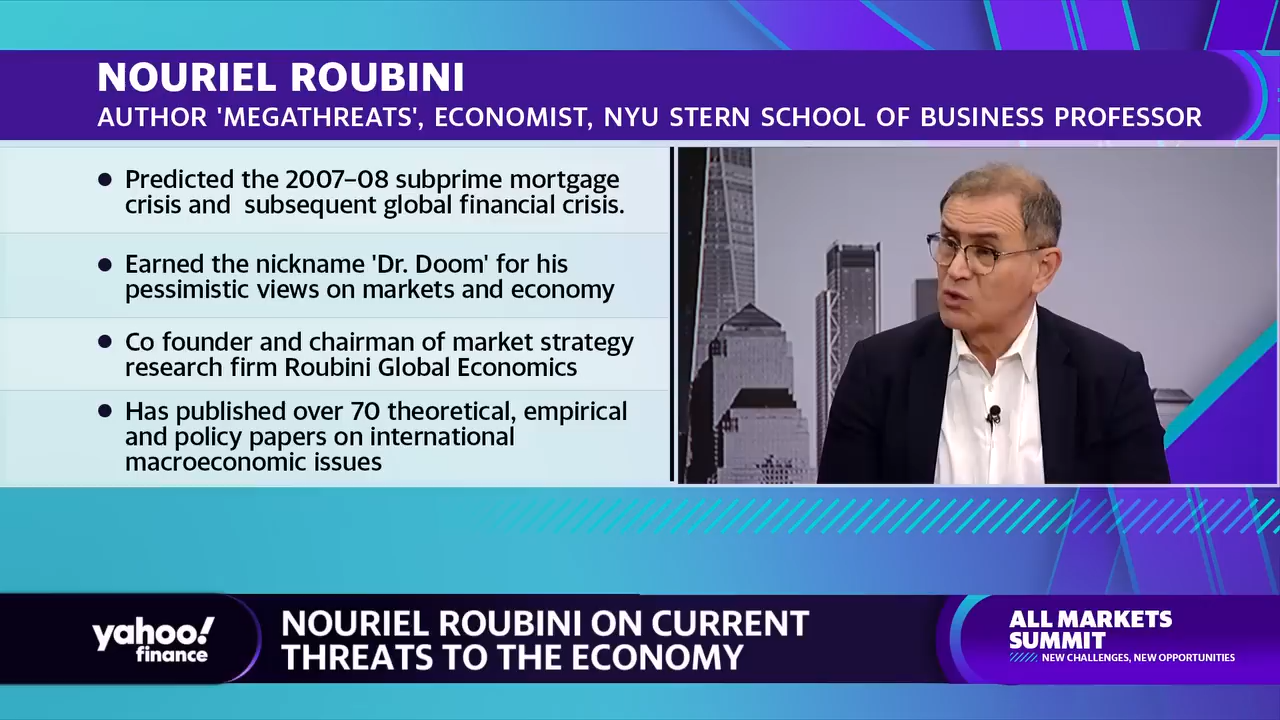 NOURIEL ROUBINI
AUTHOR 'MEGATHREATS', ECONOMIST, NYU STERN SCHOOL OF BUSINESS PROFESSOR
• Predicted the 2007–08 subprime mortgage
crisis and  subsequent global financial crisis.
• Earned the nickname 'Dr. Doom' for his
pessimistic views on markets and economy
• Co founder and chairman of market strategy
research firm Roubini Global Economics
• Has published over 70 theoretical, empirical
and policy papers on international
macroeconomic issues
yahoo!
finance
NOURIEL ROUBINI ON CURRENT
THREATS TO THE ECONOMY
ALL MARKETS
SUMMIT
NEW CHALLENGES, NEW OPPORTUNITIES